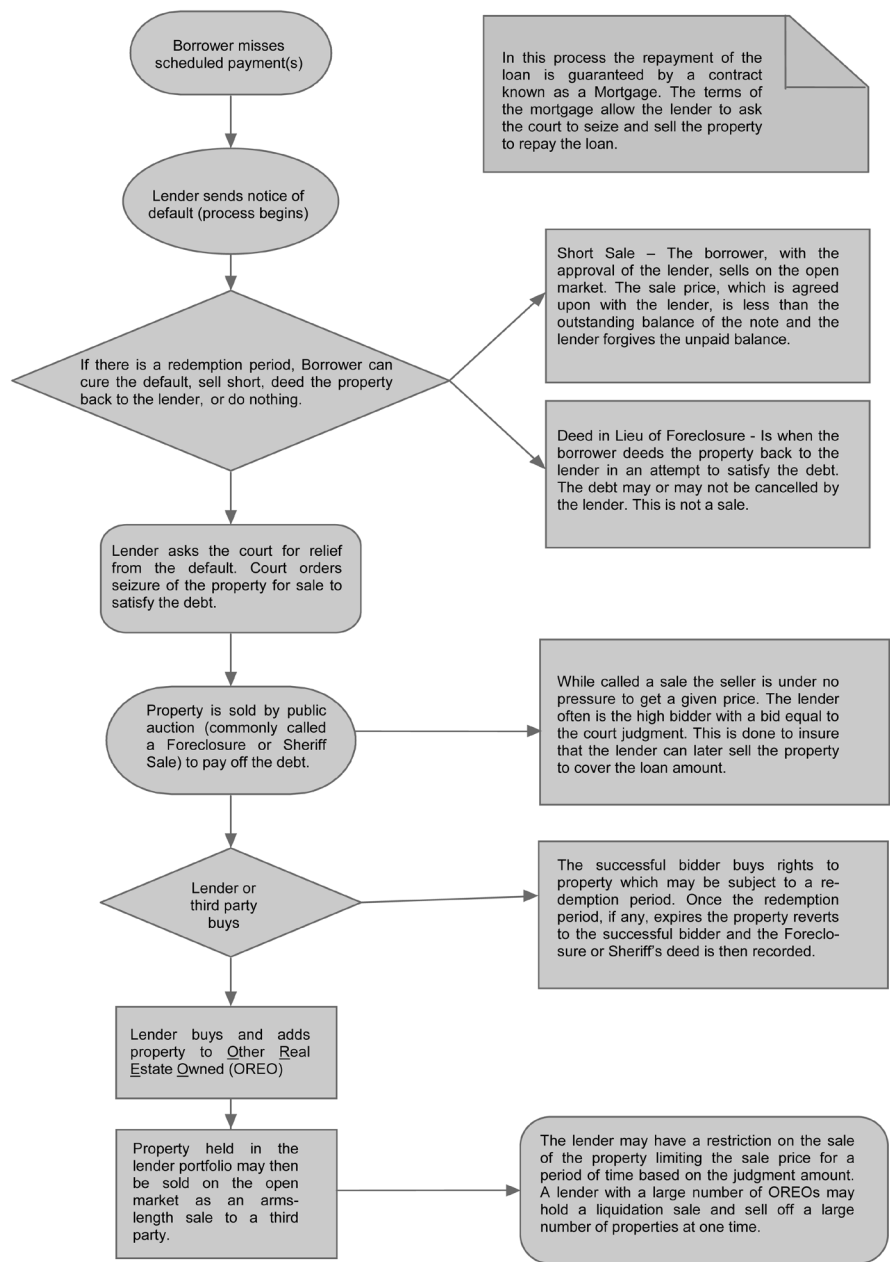 Borrower misses
scheduled payment(s)
In this process the repayment of the
loan is guaranteed by a contract
known as a Mortgage. The terms of
the mortgage allow the lender to ask
the court to seize and sell the property
to repay the loan.
Lender sends notice of
default (process begins)
Short Sale – The borrower, with the
approval of the lender, sells on the open
market. The sale price, which is agreed
upon with the lender, is less than the
outstanding balance of the note and the
lender forgives the unpaid balance.
If there is a redemption period, Borrower can
cure the default, sell short, deed the property
back to the lender, or do nothing.
Deed in Lieu of Foreclosure - Is when the
borrower deeds the property back to the
lender in an attempt to satisfy the debt.
The debt may or may not be cancelled by
the lender. This is not a sale.
Lender asks the court for relief
from the default. Court orders
seizure of the property for sale to
satisfy the debt.
Property is sold by public
auction (commonly called
a Foreclosure or Sheriff
Sale) to pay off the debt.
While called a sale the seller is under no
pressure to get a given price. The lender
often is the high bidder with a bid equal to
the court judgment. This is done to insure
that the lender can later sell the property
to cover the loan amount.
Lender or
third party
buys
The successful bidder buys rights to
property which may be subject to a re-
demption period. Once the redemption
period, if any, expires the property reverts
to the successful bidder and the Foreclo-
sure or Sheriff's deed is then recorded.
Lender buys and adds
property to Other Real
Estate Owned (OREO)
Property held in the
lender portfolio may then
be sold on the open
market as an arms-
length sale to a third
party.
The lender may have a restriction on the sale
of the property limiting the sale price for a
period of time based on the judgment amount.
A lender with a large number of OREOs may
hold a liquidation sale and sell off a large
number of properties at one time.